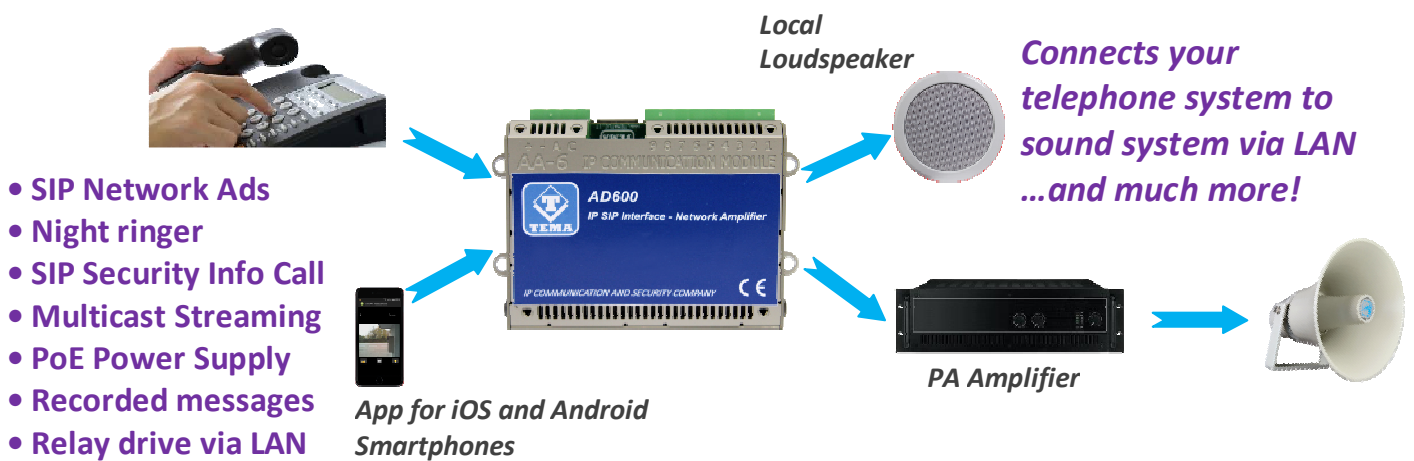 Local
Loudspeaker
Connects your
telephone system to
sound system via LAN
...and much more!
AA-6 IP COMMUNICATION MODULE
AD600
IP SIP Interface - Network Amplifier
TEMA
IP COMMUNICATION AND SECURITY COMPANY CE
• SIP Network Ads
• Night ringer
• SIP Security Info Call
• Multicast Streaming
• PoE Power Supply
• Recorded messages
• Relay drive via LAN
App for iOS and Android
Smartphones
PA Amplifier